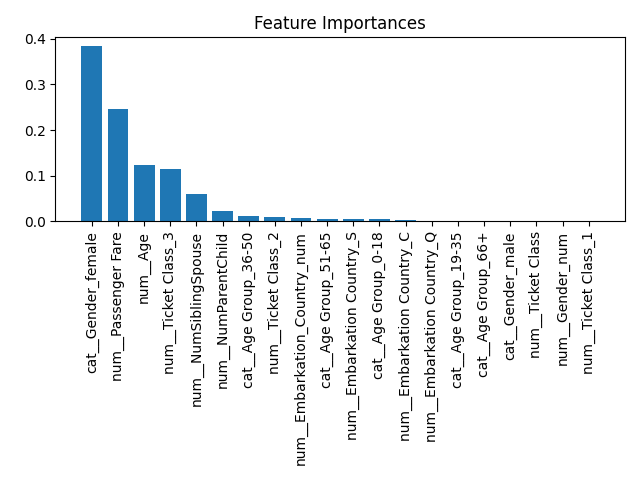 Feature Importances
0.4
0.3
0.2
0.1
0.0
cat__Gender_female
num__Passenger Fare
num__Age
num__Ticket Class_3
num__NumSiblingSpouse
num__NumParentChild
cat__Age Group_36-50
num__Ticket Class_2
num__Embarkation_Country_num
cat__Age Group_51-65
num__Embarkation Country_S
cat__Age Group_0-18
num__Embarkation Country_C
num__Embarkation Country_Q
cat__Age Group_19-35
cat__Age Group_66+
cat__Gender_male
num__Ticket Class
num__Gender_num
num__Ticket Class_1